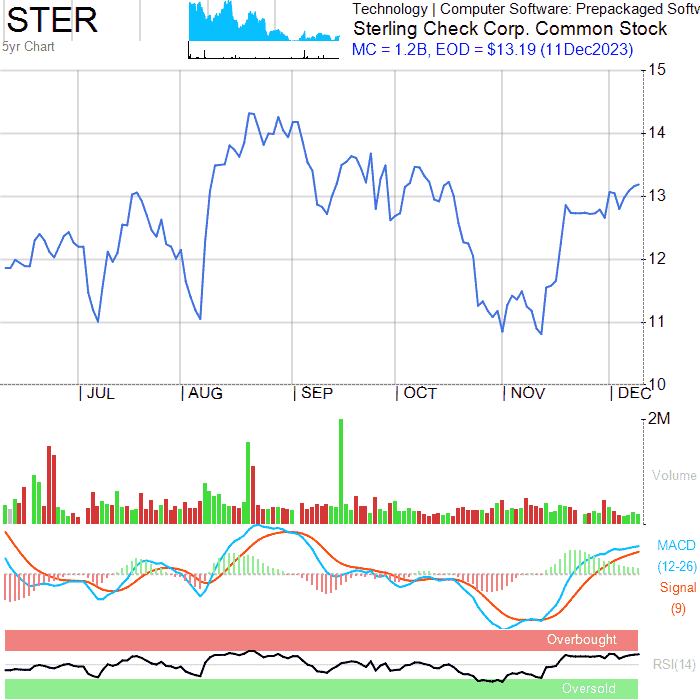 STER
5yr Chart
Technology | Computer Software: Prepackaged Softw
Sterling Check Corp. Common Stock
MC = 1.2B, EOD = $13.19 (11Dec2023)
15
14
13
12
11
10
| JUL | AUG | SEP | OCT | NOV | DEC
2M
Volume
MACD
(12-26)
Signal
(9)
Overbought
RSI(14)
Oversold